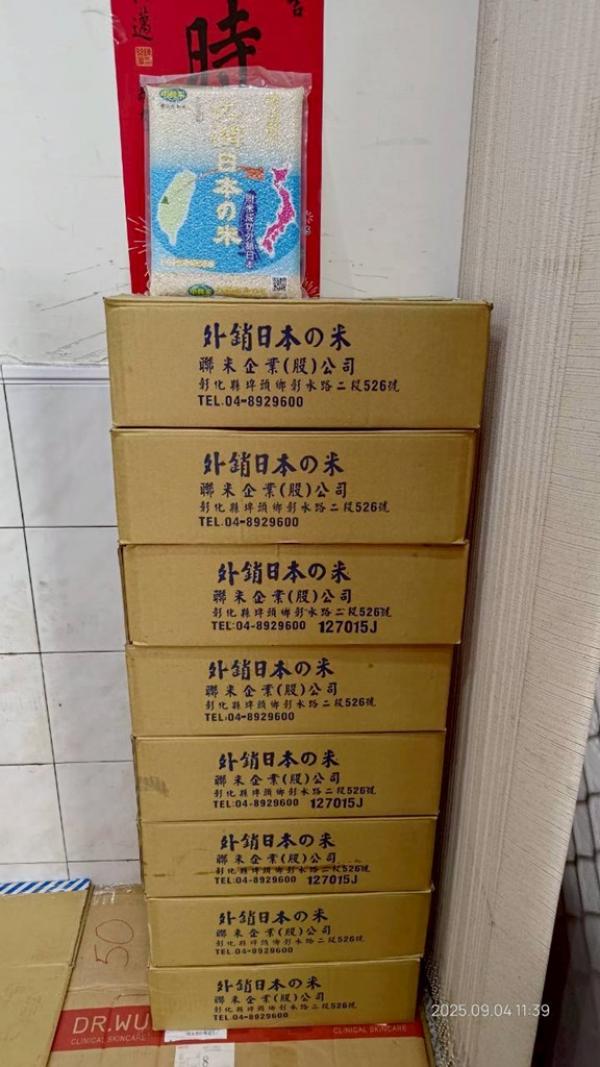 時
外銷日本の米
外銷日本の米
聯米企業(股)公司
彰化縣埤頭鄉彰水路二段526號
TEL.04-8929600
外銷日本の米
聯米企業(股)公司
彰化縣埤頭鄉彰水路二段526號
TEL.04-8929600
外銷日本の米
聯米企業(股)公司
彰化縣埤頭鄉彰水路二段526號
TEL:04-8929600 127015J
外銷日本の米
聯米企業(股)公司
彰化縣埤頭鄉彰水路二段526號
TEL.04-8929600
外銷日本の米
聯米企業(股)公司
彰化縣埤頭鄉彰水路二段526號
TEL:04-8929600 127015J
外銷日本の米
聯米企業(股)公司
彰化縣埤頭鄉彰水路二段526號
TEL:04-8929600 127015J
外銷日本の米
聯米企業(股)公司
彰化縣埤頭鄉彰水路二段526號
TEL.04-8929600
外銷日本の米
聯米企業(股)公司
彰化縣埤頭鄉彰水路二段526號
TEL.04-8929600
50
DR.WU
CLINICAL SKINCARE
CLINICAL SKINCARE
8
2025.09.04 11:39